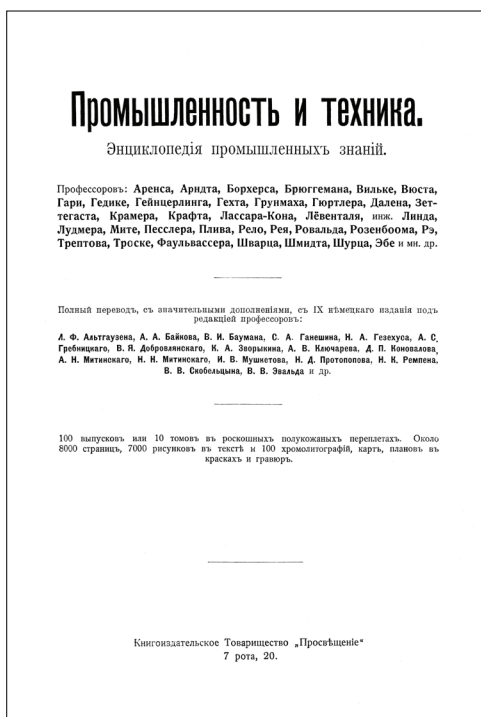 Промышленность и техника.
Энциклопедія промышленныхъ знаній.
Профессоровъ: Аренса, Арндта, Борхерса, Брюггемана, Вильке, Вюста,
Гари, Гедике, Гейнцерлинга, Гехта, Грунмаха, Гюртлера, Далена, Зет-
тегаста, Крамера, Крафта, Лассара-Кона, Лёвенталя, инж. Линда,
Лудмера, Мите, Песслера, Плива, Рело, Рея, Ровальда, Розенбоома, Рэ,
Трептова, Троске, Фаульвассера, Шварца, Шмидта, Шурца, Эбе и мн. др.
Полный переводъ, съ значительными дополненіями, съ IX нѣмецкаго изданія подъ
редакціей профессоровъ:
Л. Ф. Альтгаузена, А. А. Байкова, В. И. Баумана, С. А. Ганешина, Н. А. Гезехуса, А. С.
Гребницкаго, В. Я. Добровлянскаго, К. А. Зворыкина, А. В. Ключарева, Д. П. Коновалова,
А. Н. Митинскаго, Н. Н. Митинскаго, И. В. Мушкетова, Н. Д. Протопопова, Н. К. Ремпена,
В. В. Скобельцына, В. В. Эвальда и др.
100 выпусковъ или 10 томовъ въ роскошныхъ полукожаныхъ переплетахъ. Около
8000 страницъ, 7000 рисунковъ въ текстѣ и 100 хромолитографій, картъ, плановъ въ
краскахъ и гравюръ.
Книгоиздательское Товарищество „Просвѣщеніе“
7 рота, 20.